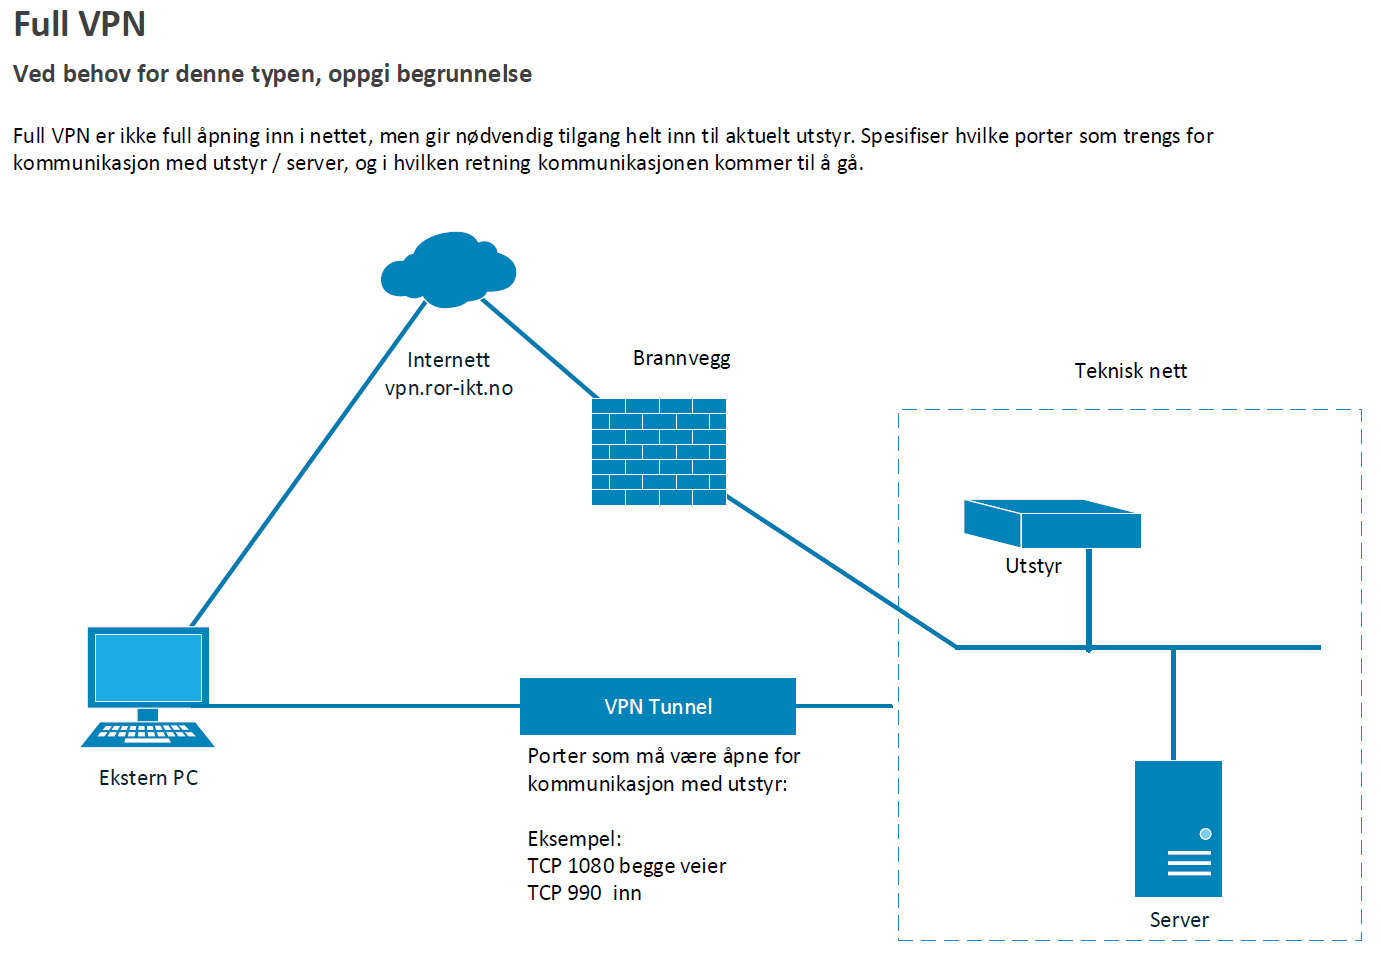 Full VPN
Ved behov for denne typen, oppgi begrunnelse
Full VPN er ikke full åpning inn i nettet, men gir nødvendig tilgang helt inn til aktuelt utstyr. Spesifiser hvilke porter som trengs for
kommunikasjon med utstyr / server, og i hvilken retning kommunikasjonen kommer til å gå.
Internett
vpn.ror-ikt.no
Brannvegg
Teknisk nett
Utstyr
VPN Tunnel
Ekstern PC
Porter som må være åpne for
kommunikasjon med utstyr:
Eksempel:
TCP 1080 begge veier
TCP 990  inn
Server